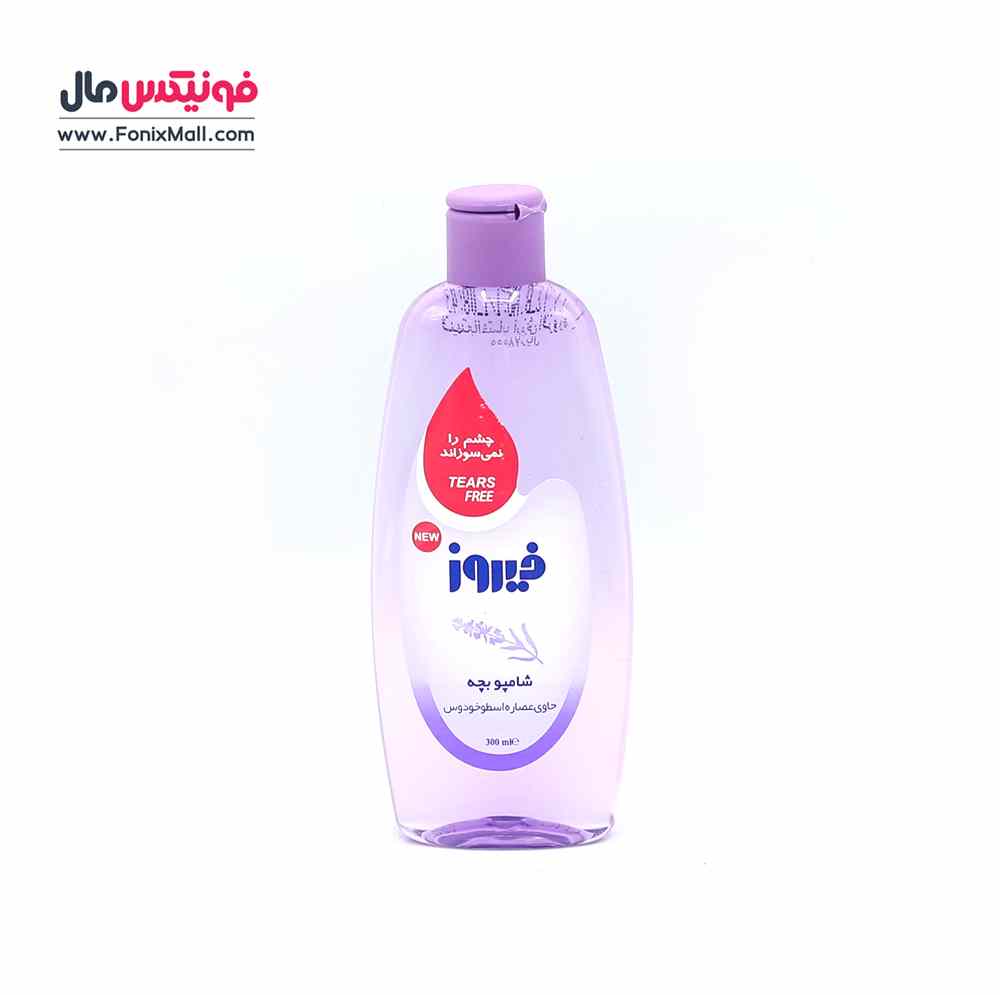 فونیکس مال
www.FonixMall.com
چشم را
نمی‌سوزاند
TEARS
FREE
NEW
فیروز
شامپو بچه
حاوی عصاره اسطوخودوس
300 ml℮